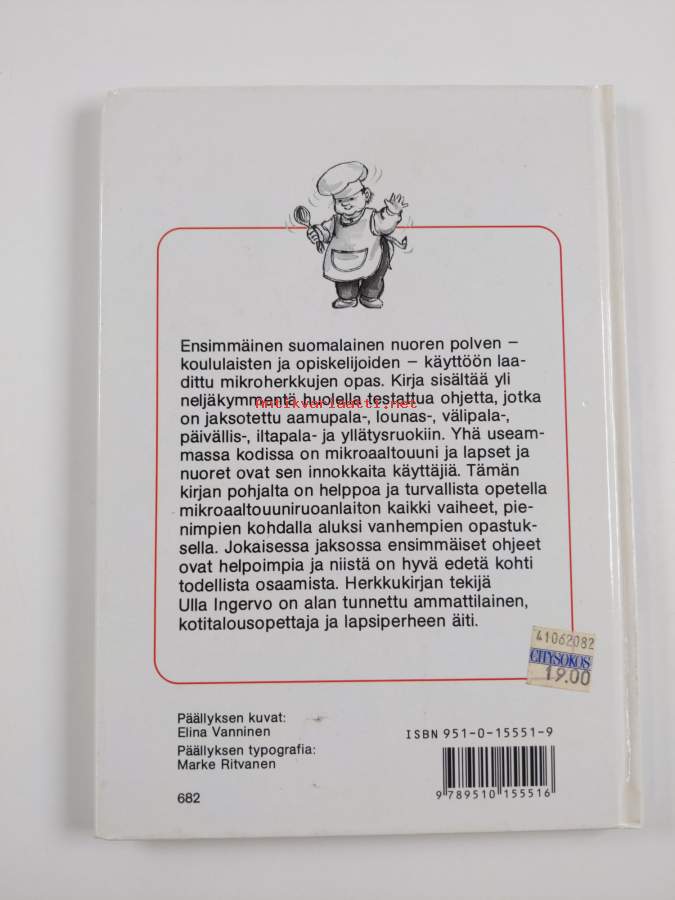 Ensimmäinen suomalainen nuoren polven –
koululaisten ja opiskelijoiden – käyttöön laa-
dittu mikroherkkujen opas. Kirja sisältää yli
neljäkymmentä huolella testattua ohjetta, jotka
Antikvariaatti.net
on jaksotettu aamupala-, lounas-, välipala-,
päivällis-, iltapala- ja yllätysruokiin. Yhä useam-
massa kodissa on mikroaaltouuni ja lapset ja
nuoret ovat sen innokkaita käyttäjiä. Tämän
kirjan pohjalta on helppoa ja turvallista opetella
mikroaaltouuniruoanlaiton kaikki vaiheet, pie-
nimpien kohdalla aluksi vanhempien opastuk-
sella. Jokaisessa jaksossa ensimmäiset ohjeet
ovat helpoimpia ja niistä on hyvä edetä kohti
todellista osaamista. Herkkukirjan tekijä
Ulla Ingervo on alan tunnettu ammattilainen,
kotitalousopettaja ja lapsiperheen äiti.
41062082
CITYSOKOS
19.00
Päällyksen kuvat:
Elina Vanninen
Päällyksen typografia:
Marke Ritvanen
682
ISBN 951-0-15551-9
9 789510 155516